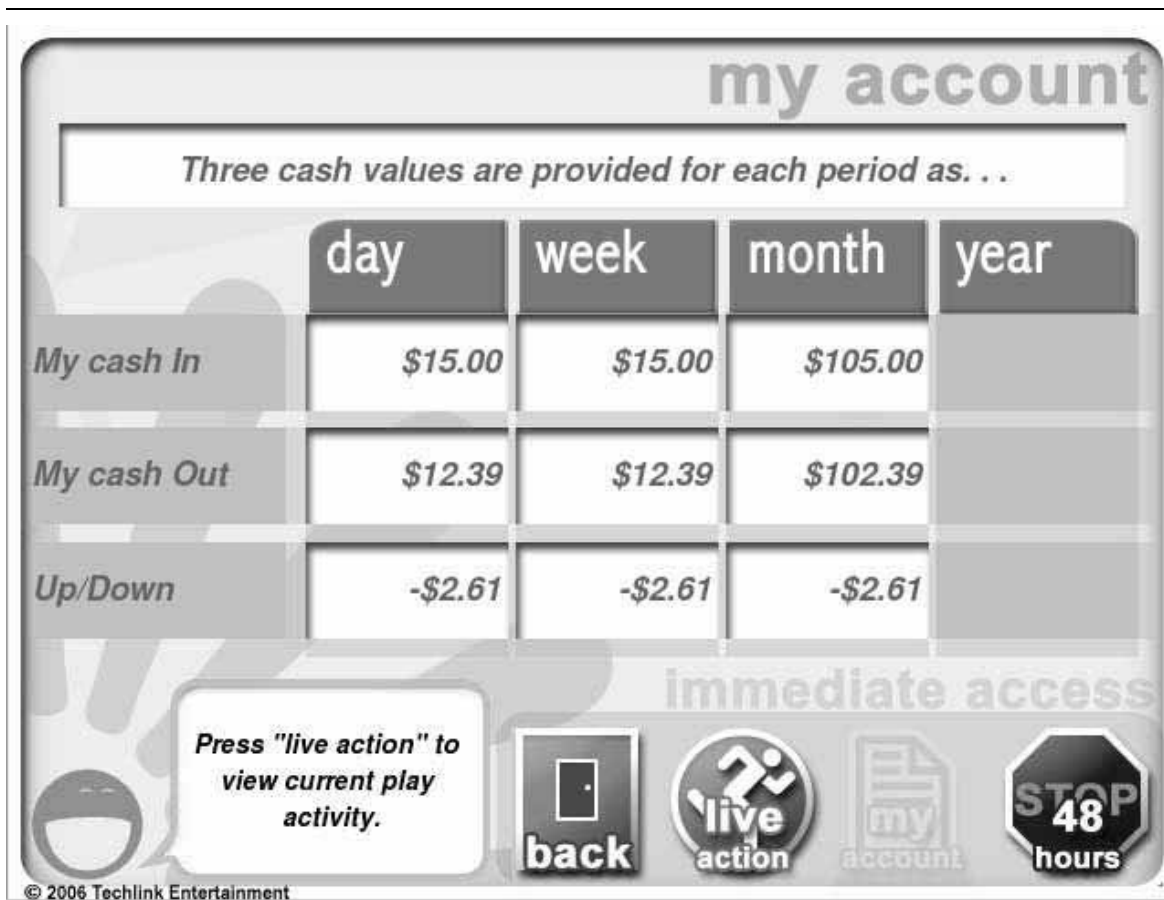 my account
Three cash values are provided for each period as. . .
day week month year
My cash In $15.00 $15.00 $105.00
My cash Out $12.39 $12.39 $102.39
Up/Down -$2.61 -$2.61 -$2.61
immediate access
Press "live action" to
view current play
activity.
back
live
action
my
account
STOP
48
hours
© 2006 Techlink Entertainment